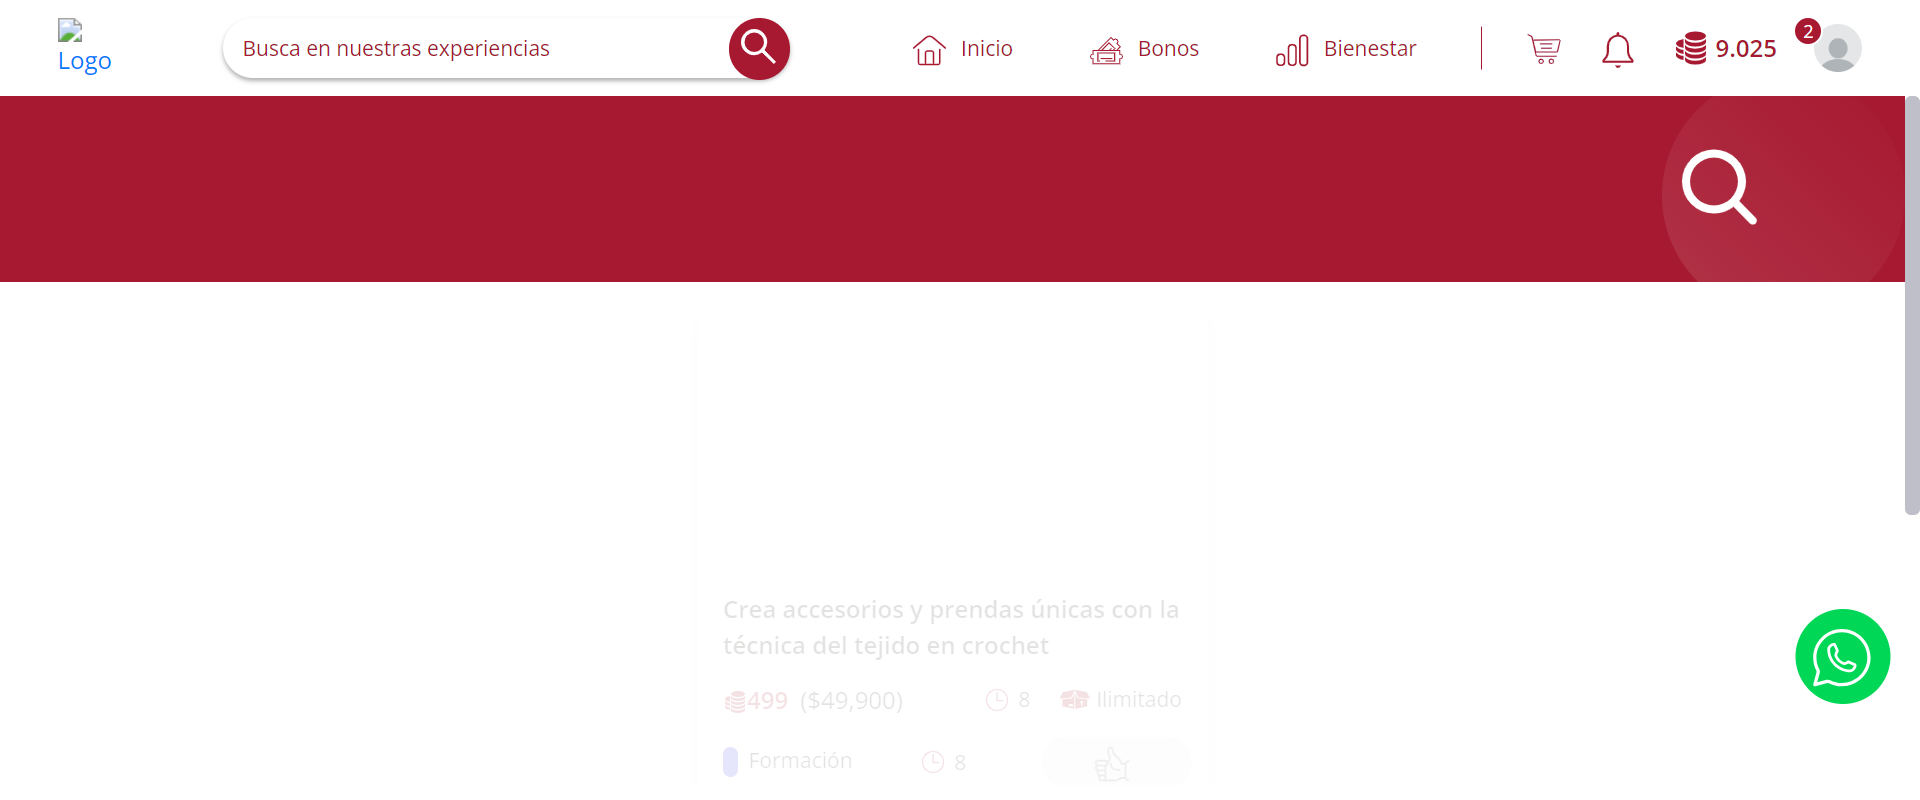 Logo
Busca en nuestras experiencias
Inicio
Bonos
Bienestar
9.025
2
Crea accesorios y prendas únicas con la
técnica del tejido en crochet
499 ($49,900)
8
Ilimitado
Formación
8